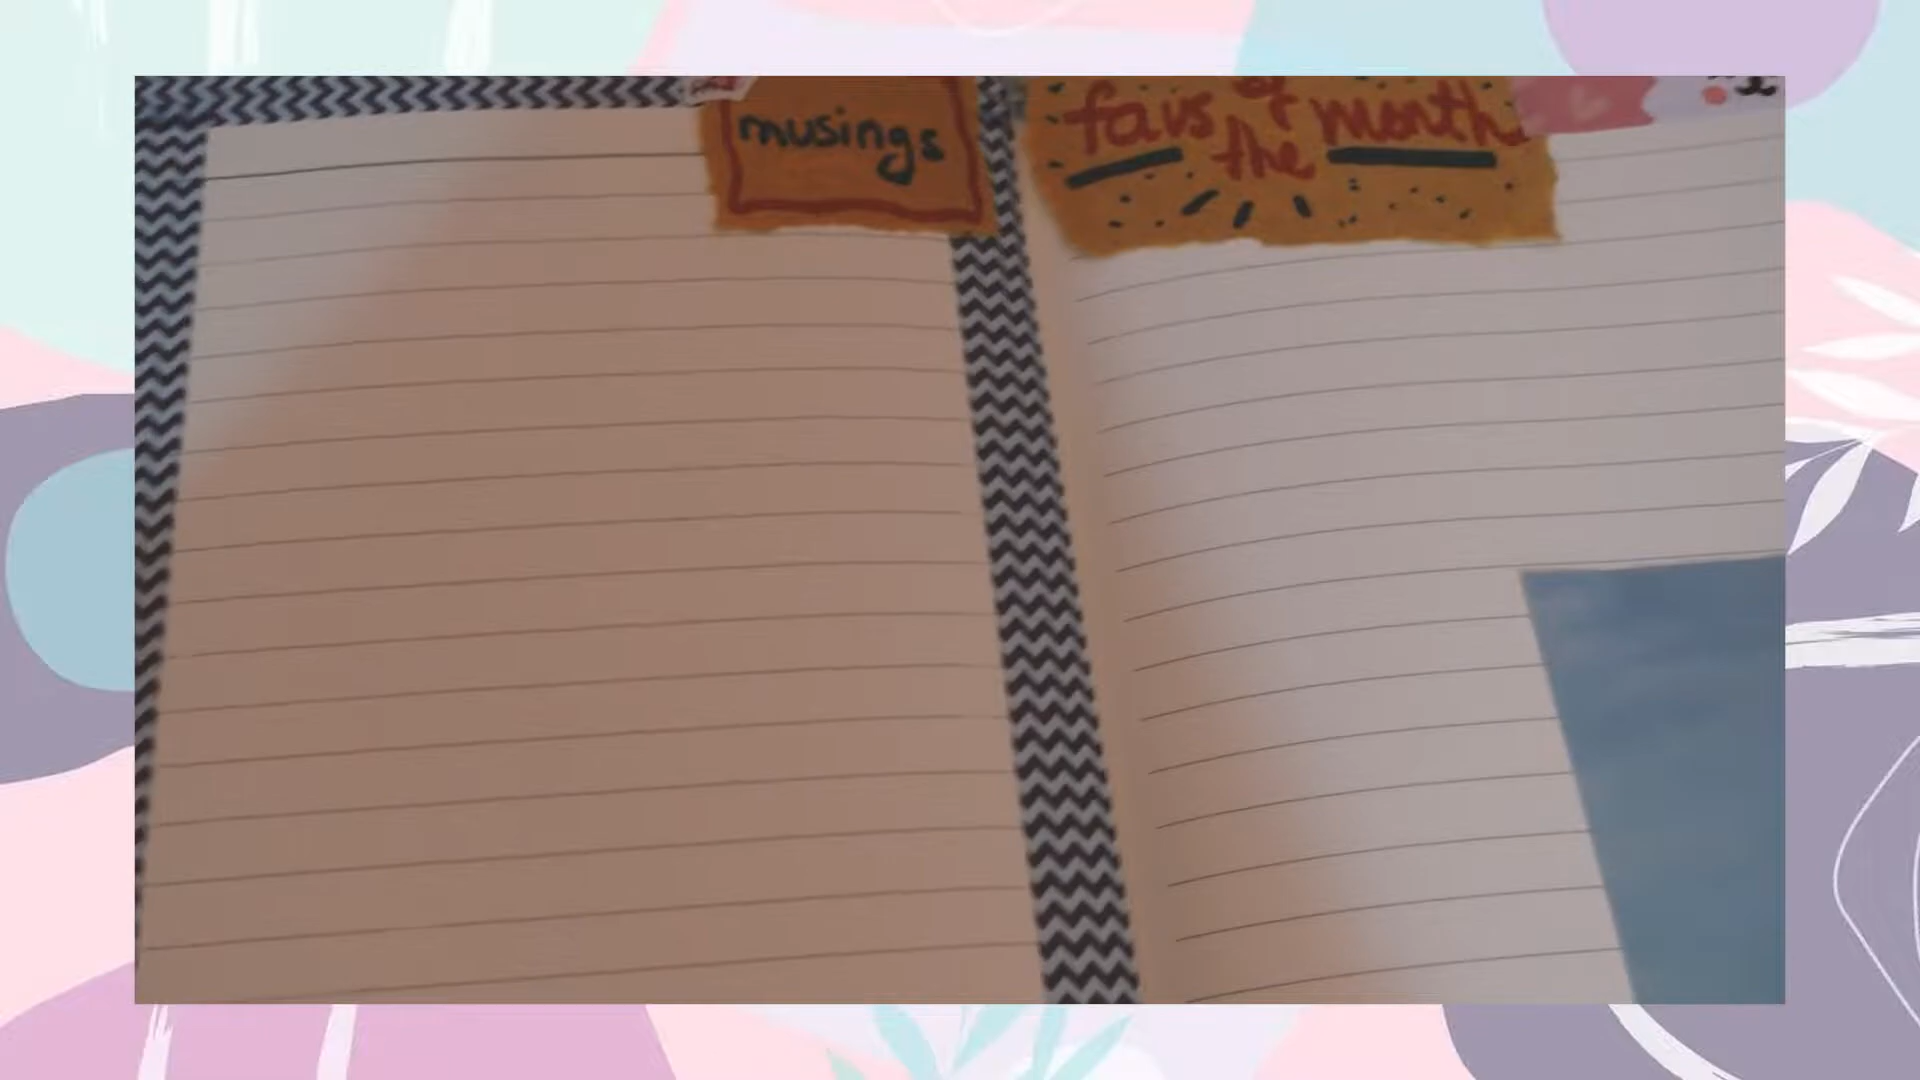 musings
favs of
the month